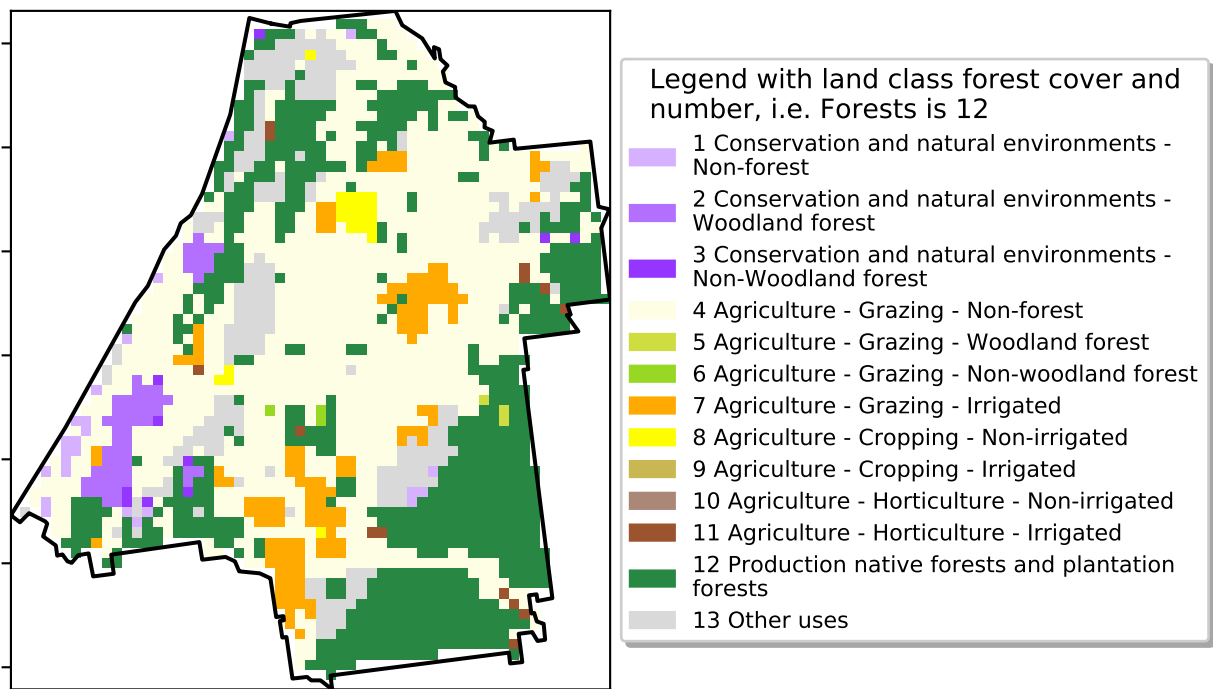 Legend with land class forest cover and
number, i.e. Forests is 12
1 Conservation and natural environments -
Non-forest
2 Conservation and natural environments -
Woodland forest
3 Conservation and natural environments -
Non-Woodland forest
4 Agriculture - Grazing - Non-forest
5 Agriculture - Grazing - Woodland forest
6 Agriculture - Grazing - Non-woodland forest
7 Agriculture - Grazing - Irrigated
8 Agriculture - Cropping - Non-irrigated
9 Agriculture - Cropping - Irrigated
10 Agriculture - Horticulture - Non-irrigated
11 Agriculture - Horticulture - Irrigated
12 Production native forests and plantation
forests
13 Other uses